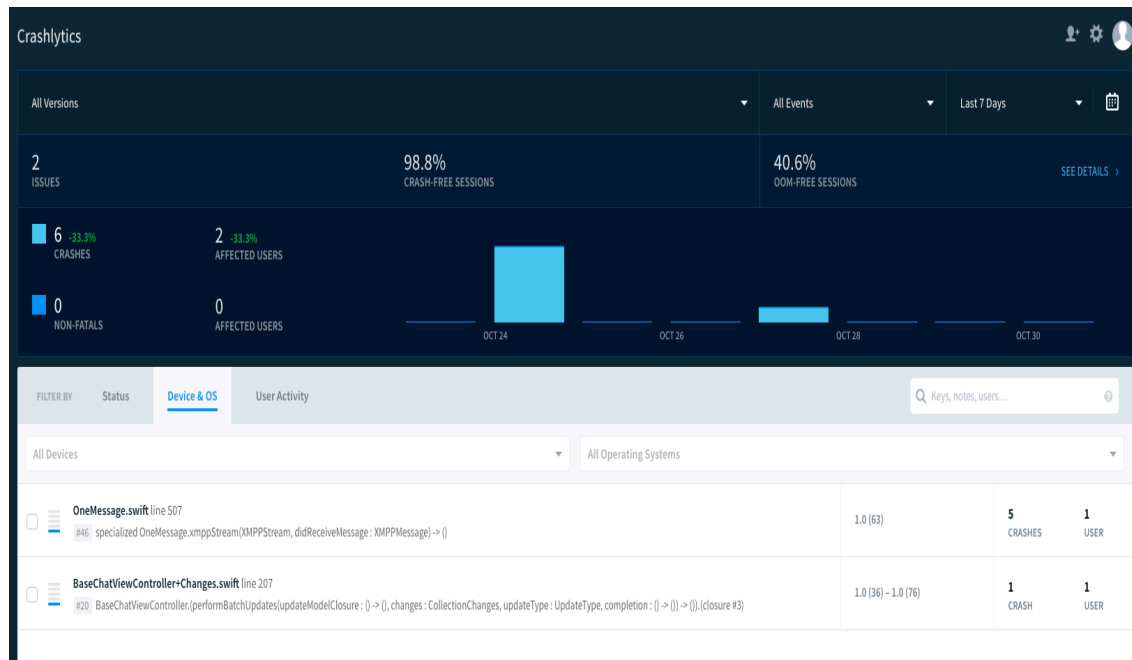 Crashlytics
All Versions
All Events
Last 7 Days
2
ISSUES
98.8%
CRASH-FREE SESSIONS
40.6%
OOM-FREE SESSIONS
SEE DETAILS >
6 -33.3%
CRASHES
2 -33.3%
AFFECTED USERS
0
NON-FATALS
0
AFFECTED USERS
OCT 24
OCT 26
OCT 28
OCT 30
FILTER BY
Status
Device & OS
User Activity
Keys, notes, users...
All Devices
All Operating Systems
OneMessage.swift line 507
#46 specialized OneMessage.xmppStream(XMPPStream, didReceiveMessage : XMPPMessage) -> ()
1.0 (63)
5
CRASHES
1
USER
BaseChatViewController+Changes.swift line 207
#20 BaseChatViewController.(performBatchUpdates(updateModelClosure : () -> (), changes : CollectionChanges, updateType : UpdateType, completion : () -> ()) -> ()).(closure #3)
1.0 (36) – 1.0 (76)
1
CRASH
1
USER